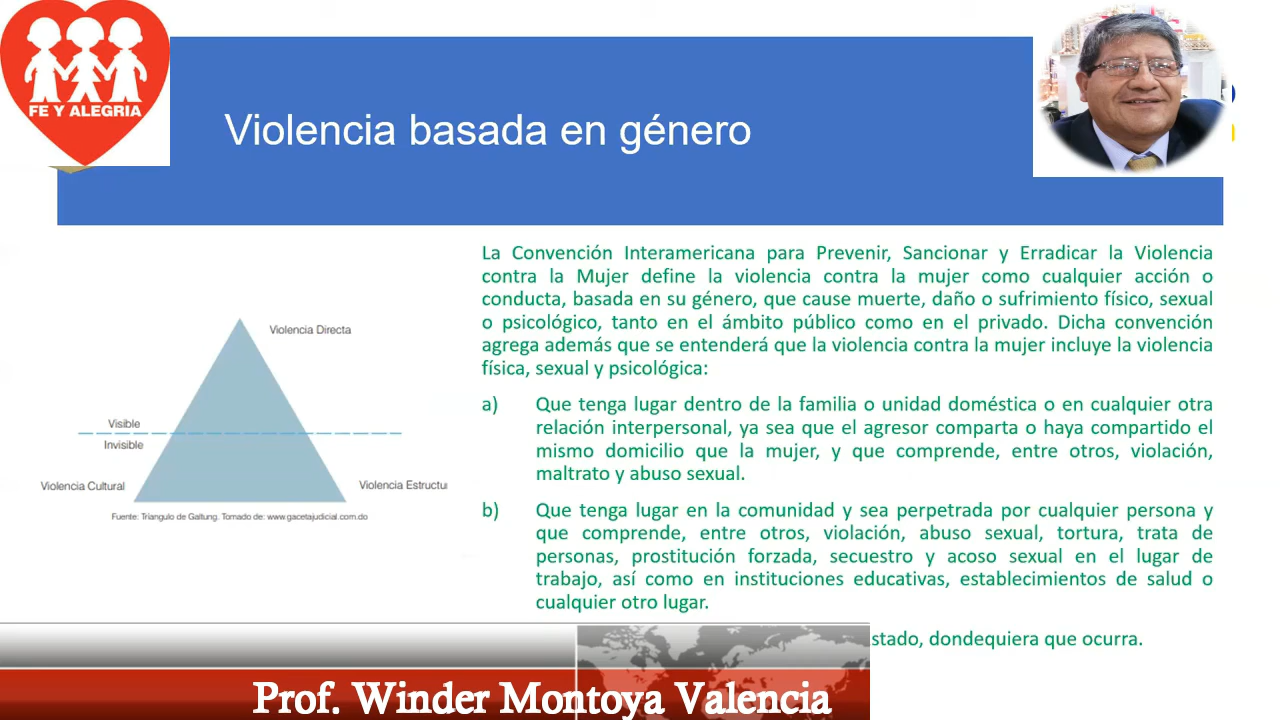 FE Y ALEGRIA
Violencia basada en género
La Convención Interamericana para Prevenir, Sancionar y Erradicar la Violencia
contra la Mujer define la violencia contra la mujer como cualquier acción o
conducta, basada en su género, que cause muerte, daño o sufrimiento físico, sexual
o psicológico, tanto en el ámbito público como en el privado. Dicha convención
agrega además que se entenderá que la violencia contra la mujer incluye la violencia
física, sexual y psicológica:
a) Que tenga lugar dentro de la familia o unidad doméstica o en cualquier otra
relación interpersonal, ya sea que el agresor comparta o haya compartido el
mismo domicilio que la mujer, y que comprende, entre otros, violación,
maltrato y abuso sexual.
b) Que tenga lugar en la comunidad y sea perpetrada por cualquier persona y
que comprende, entre otros, violación, abuso sexual, tortura, trata de
personas, prostitución forzada, secuestro y acoso sexual en el lugar de
trabajo, así como en instituciones educativas, establecimientos de salud o
cualquier otro lugar.
stado, dondequiera que ocurra.
Violencia Directa
Visible
Invisible
Violencia Cultural
Violencia Estructu
Fuente: Triangulo de Galtung. Tomado de: www.gacetajudicial.com.do
Prof. Winder Montoya Valencia